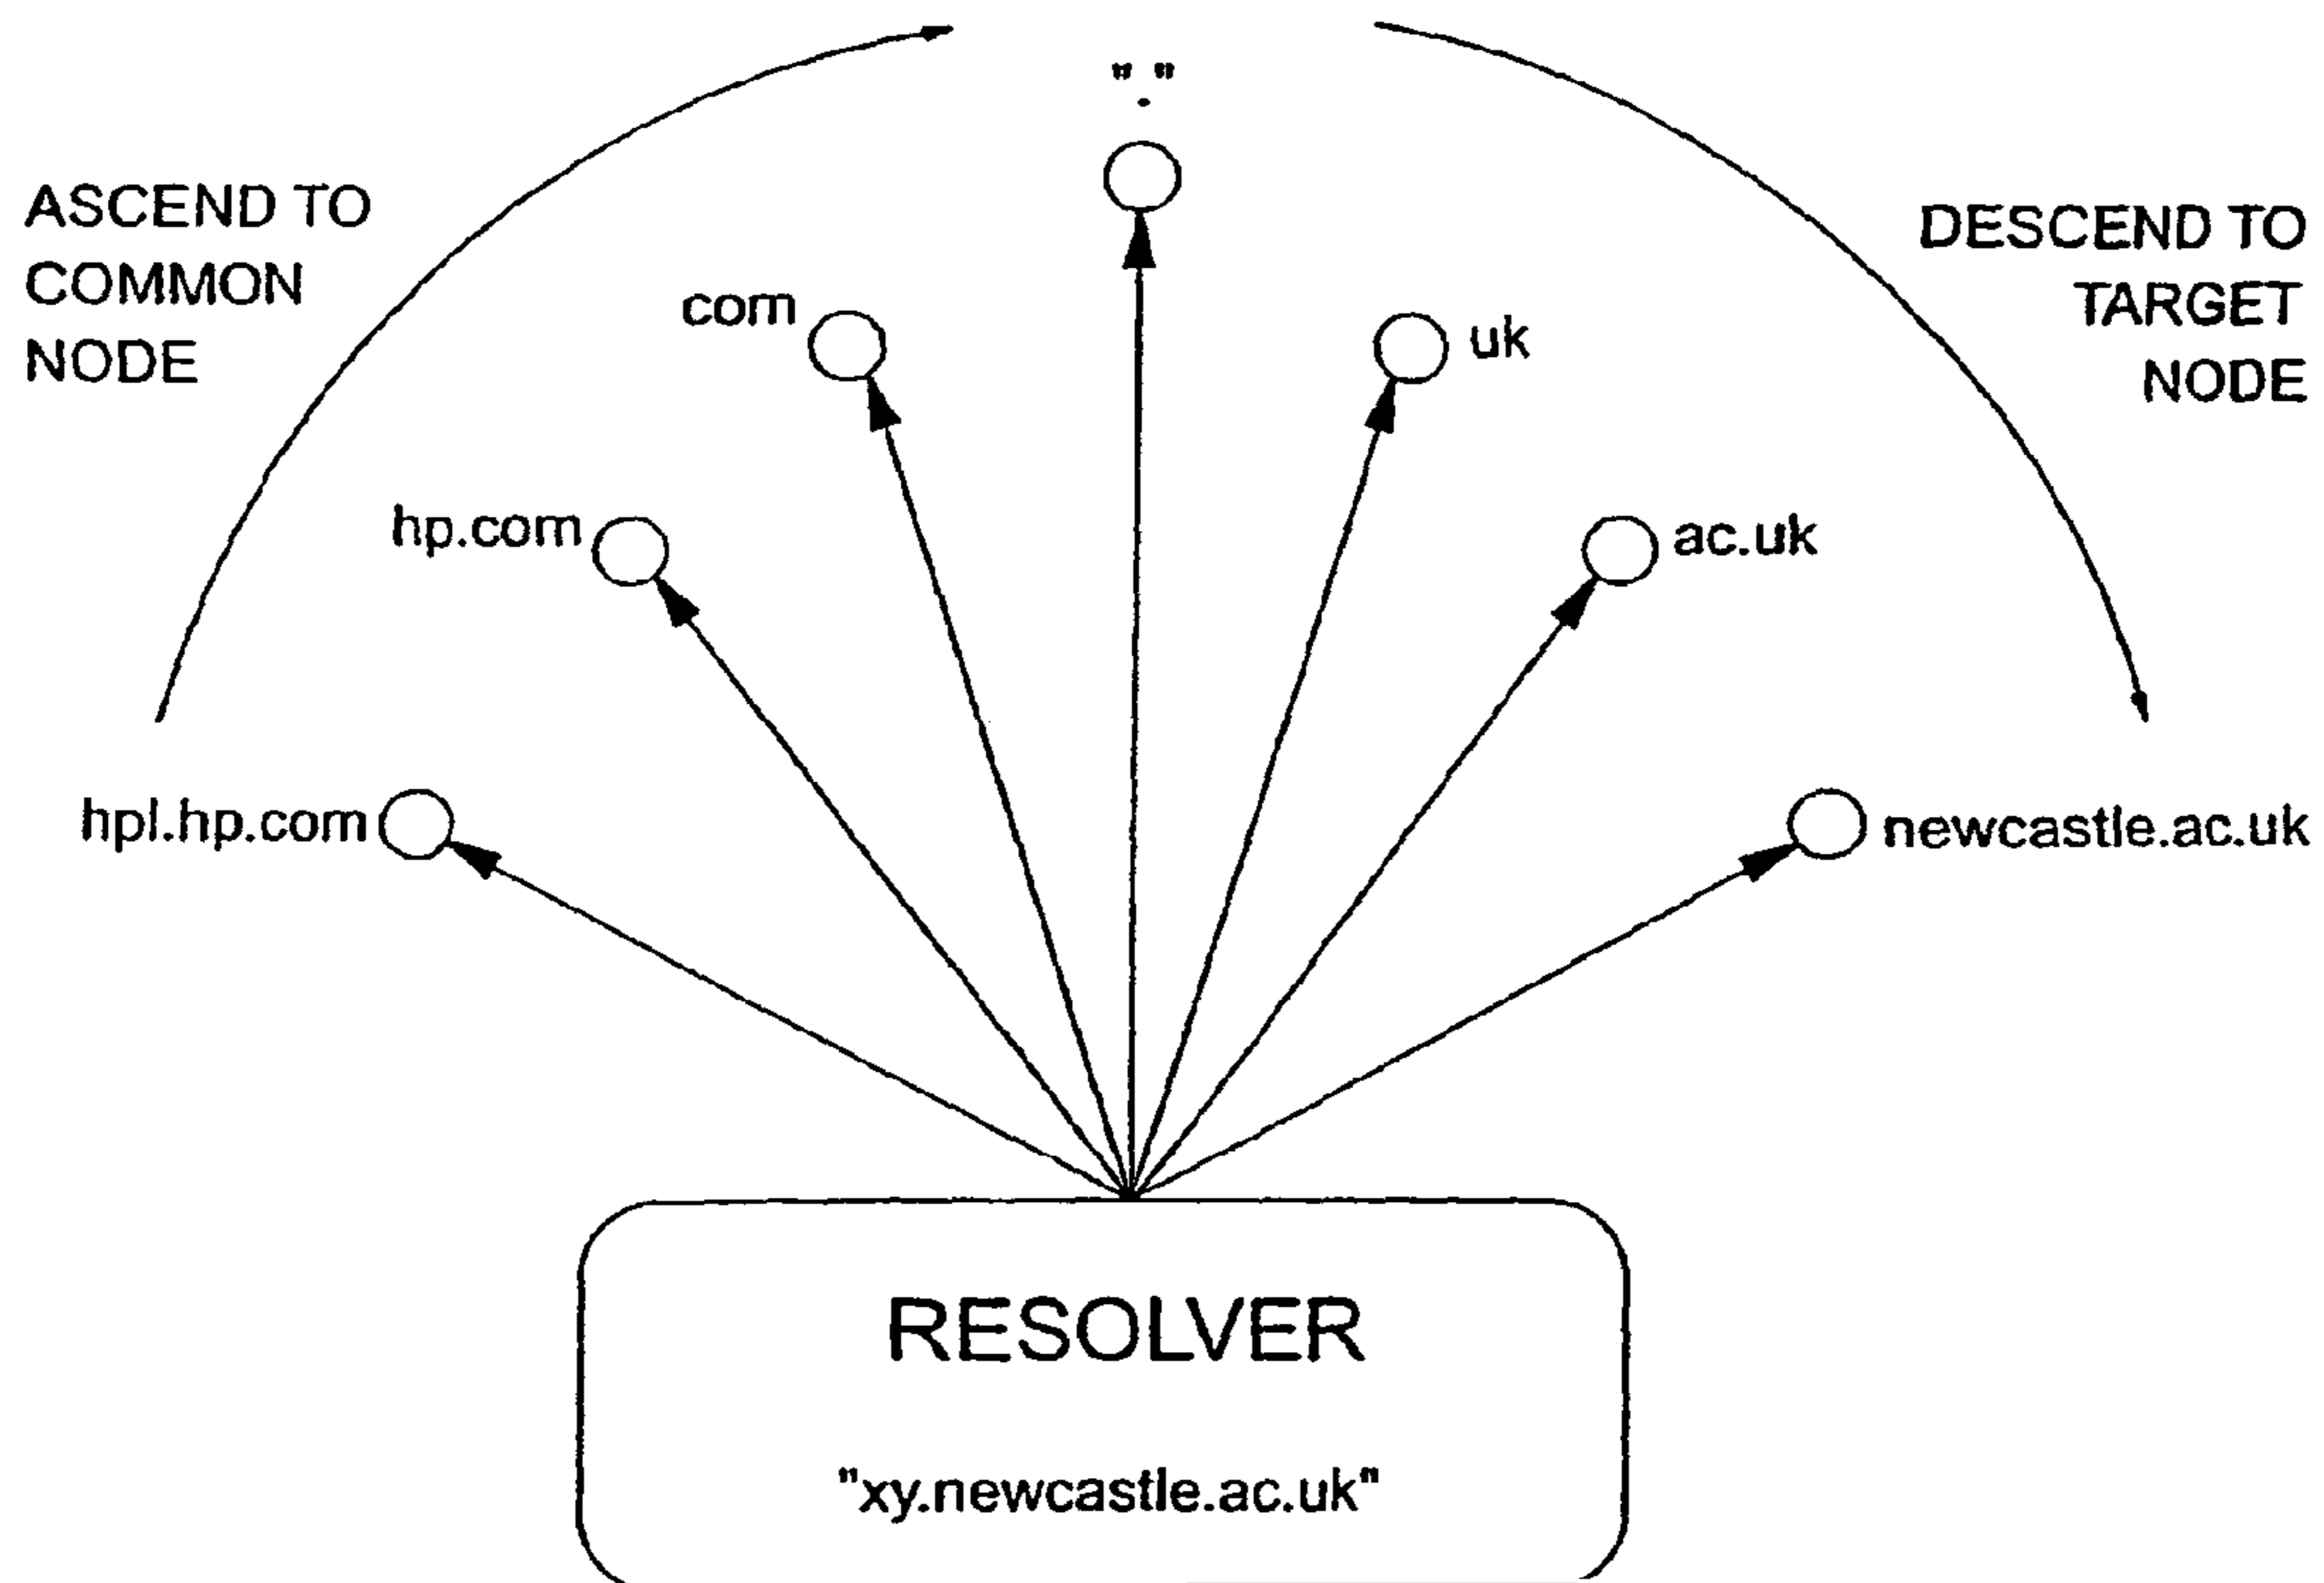 "."
ASCEND TO
COMMON
NODE
DESCEND TO
TARGET
NODE
com
uk
hp.com
ac.uk
hpl.hp.com
newcastle.ac.uk
RESOLVER
"xy.newcastle.ac.uk"